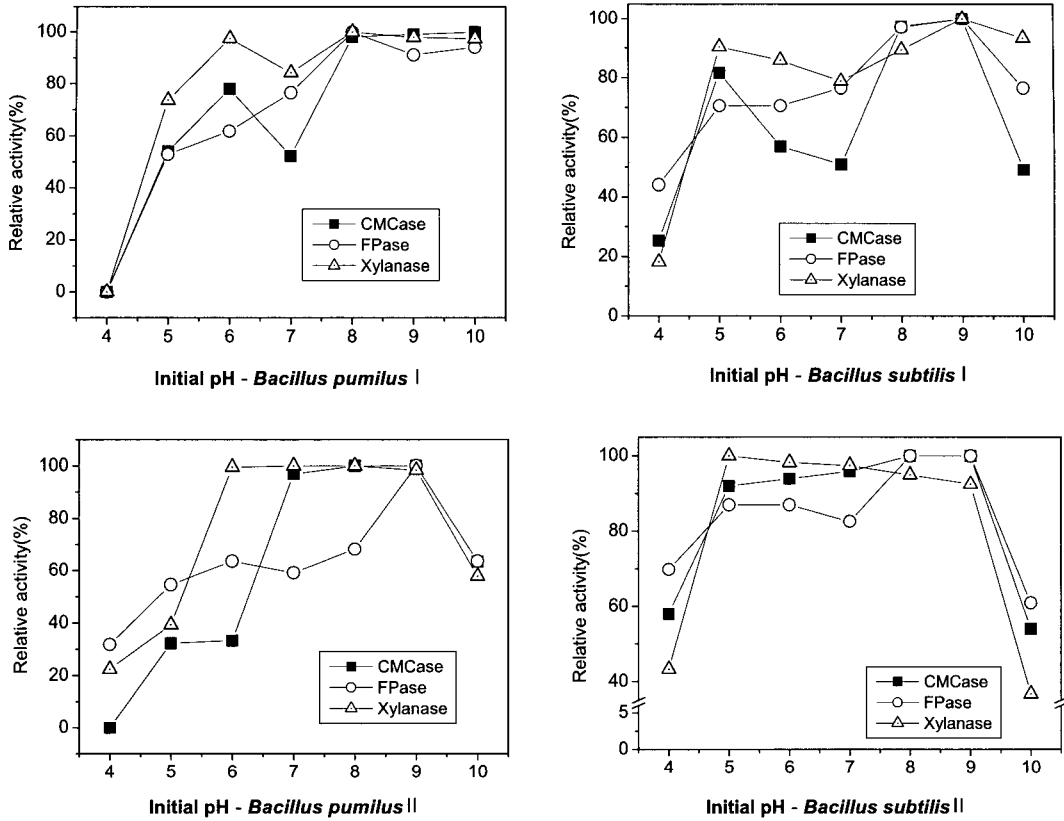 100
80
60
40
20
0
Relative activity(%)
CMCase
FPase
Xylanase
4 5 6 7 8 9 10
Initial pH - Bacillus pumilus I
100
80
60
40
20
0
Relative activity(%)
CMCase
FPase
Xylanase
4 5 6 7 8 9 10
Initial pH - Bacillus subtilis I
100
80
60
40
20
0
Relative activity(%)
CMCase
FPase
Xylanase
4 5 6 7 8 9 10
Initial pH - Bacillus pumilus II
100
80
60
40
5
0
Relative activity(%)
CMCase
FPase
Xylanase
4 5 6 7 8 9 10
Initial pH - Bacillus subtilis II